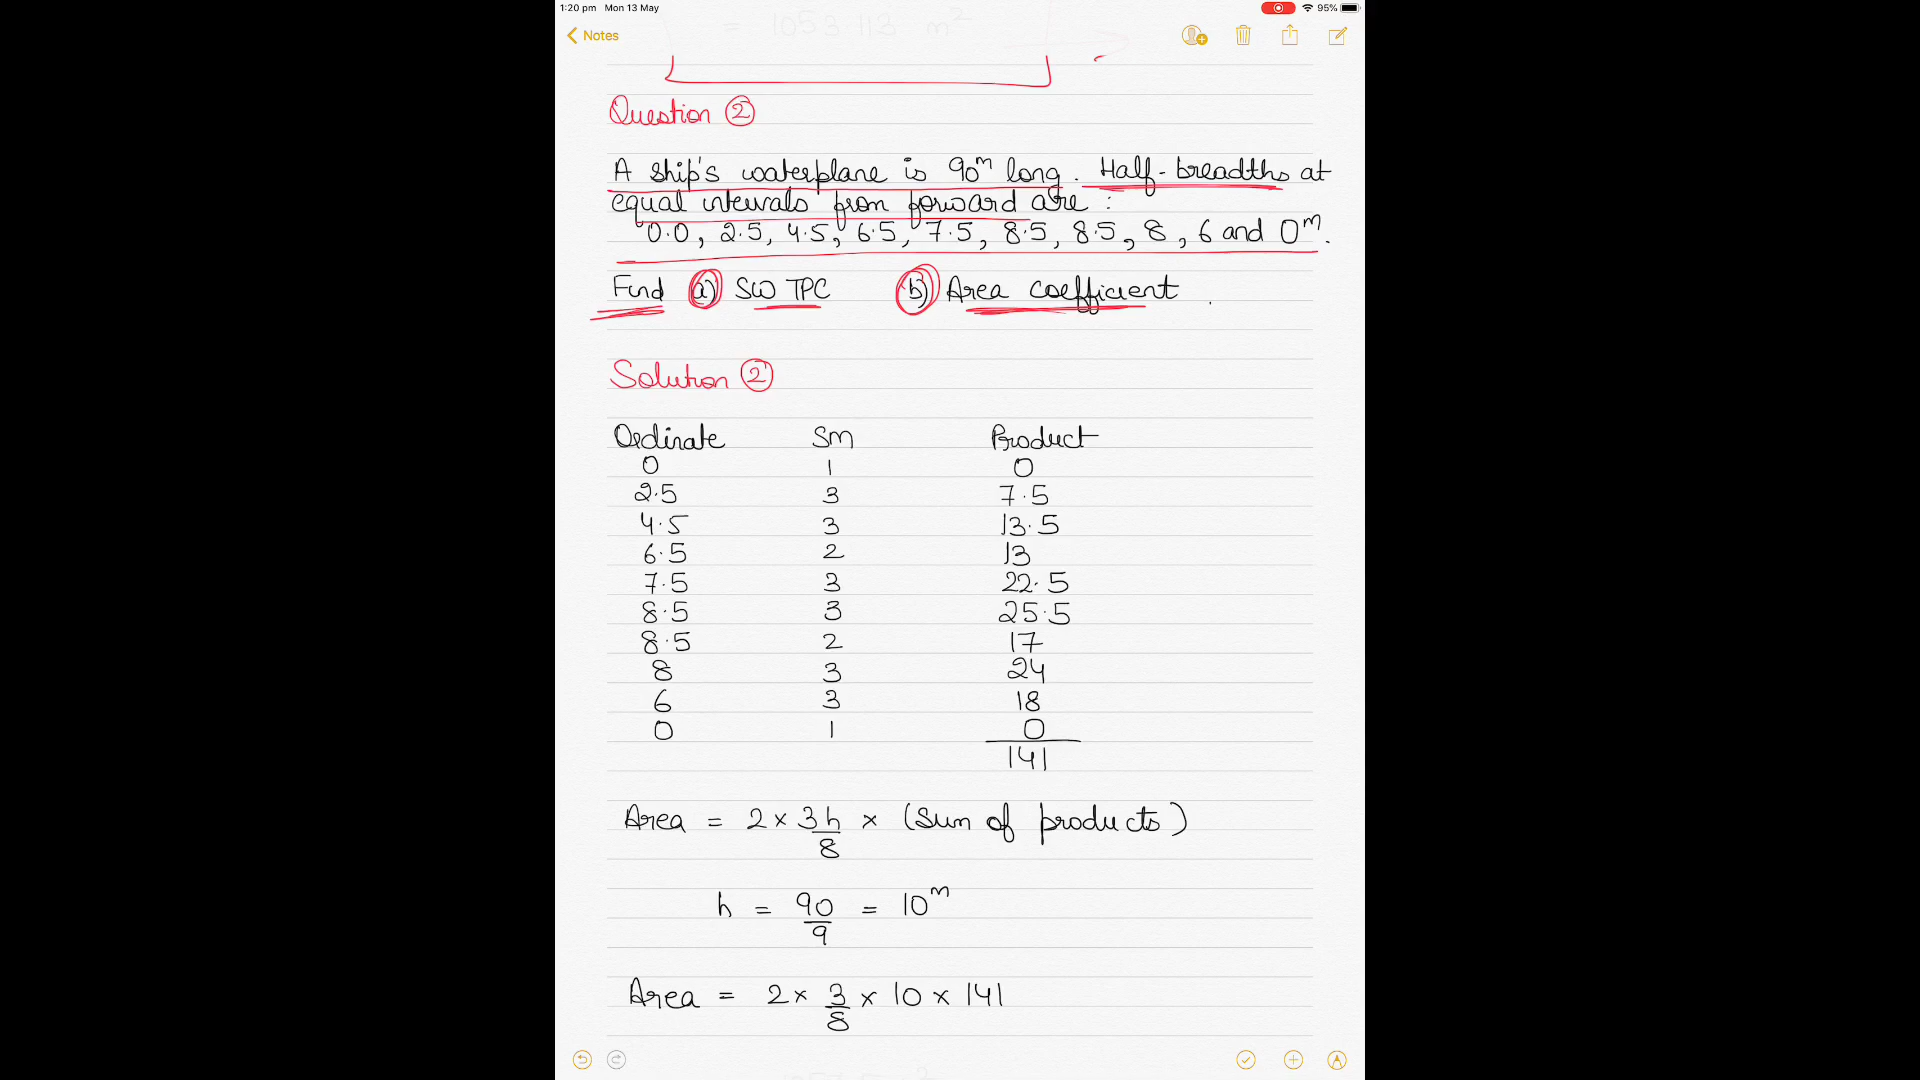 1:20 pm Mon 13 May 95%
= 1053.113 m²
Notes
Question ②
A ship's waterplane is 90m long. Half-breadths at
equal intervals from forward are :
0.0, 2.5, 4.5, 6.5, 7.5, 8.5, 8.5, 8, 6 and 0m.
Find a) SW TPC b) Area coefficient.
Solution ②
Ordinate SM Product
0 1 0
2.5 3 7.5
4.5 3 13.5
6.5 2 13
7.5 3 22.5
8.5 3 25.5
8.5 2 17
8 3 24
6 3 18
0 1 0
141
Area = 2 × 3h/8 × (Sum of products)
h = 90/9 = 10m
Area = 2 × 3/8 × 10 × 141